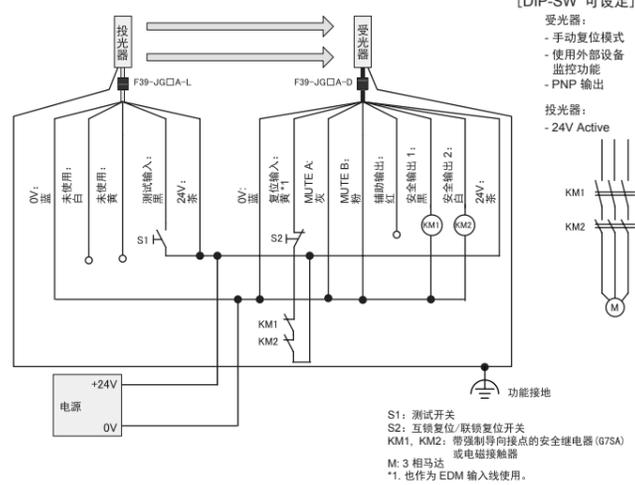 [DIP-SW 可设定]
受光器：
- 手动复位模式
- 使用外部设备
监控功能
- PNP 输出
投光器：
- 24V Active
投光器
受光器
F39-JG□A-L
F39-JG□A-D
0V：
蓝
未使用：
白
未使用：
黄
测试输入：
黑
24V：
茶
0V：
蓝
复位输入：
黄*1
MUTE A：
灰
MUTE B：
粉
辅助输出：
红
安全输出 1：
黑
安全输出 2：
白
24V：
茶
S1
S2
KM1
KM2
KM1
KM2
KM1
KM2
M
+24V
电源
0V
功能接地
S1：测试开关
S2：互锁复位/联锁复位开关
KM1, KM2：带强制导向接点的安全继电器(G7SA)
或电磁接触器
M: 3 相马达
*1. 也作为 EDM 输入线使用。